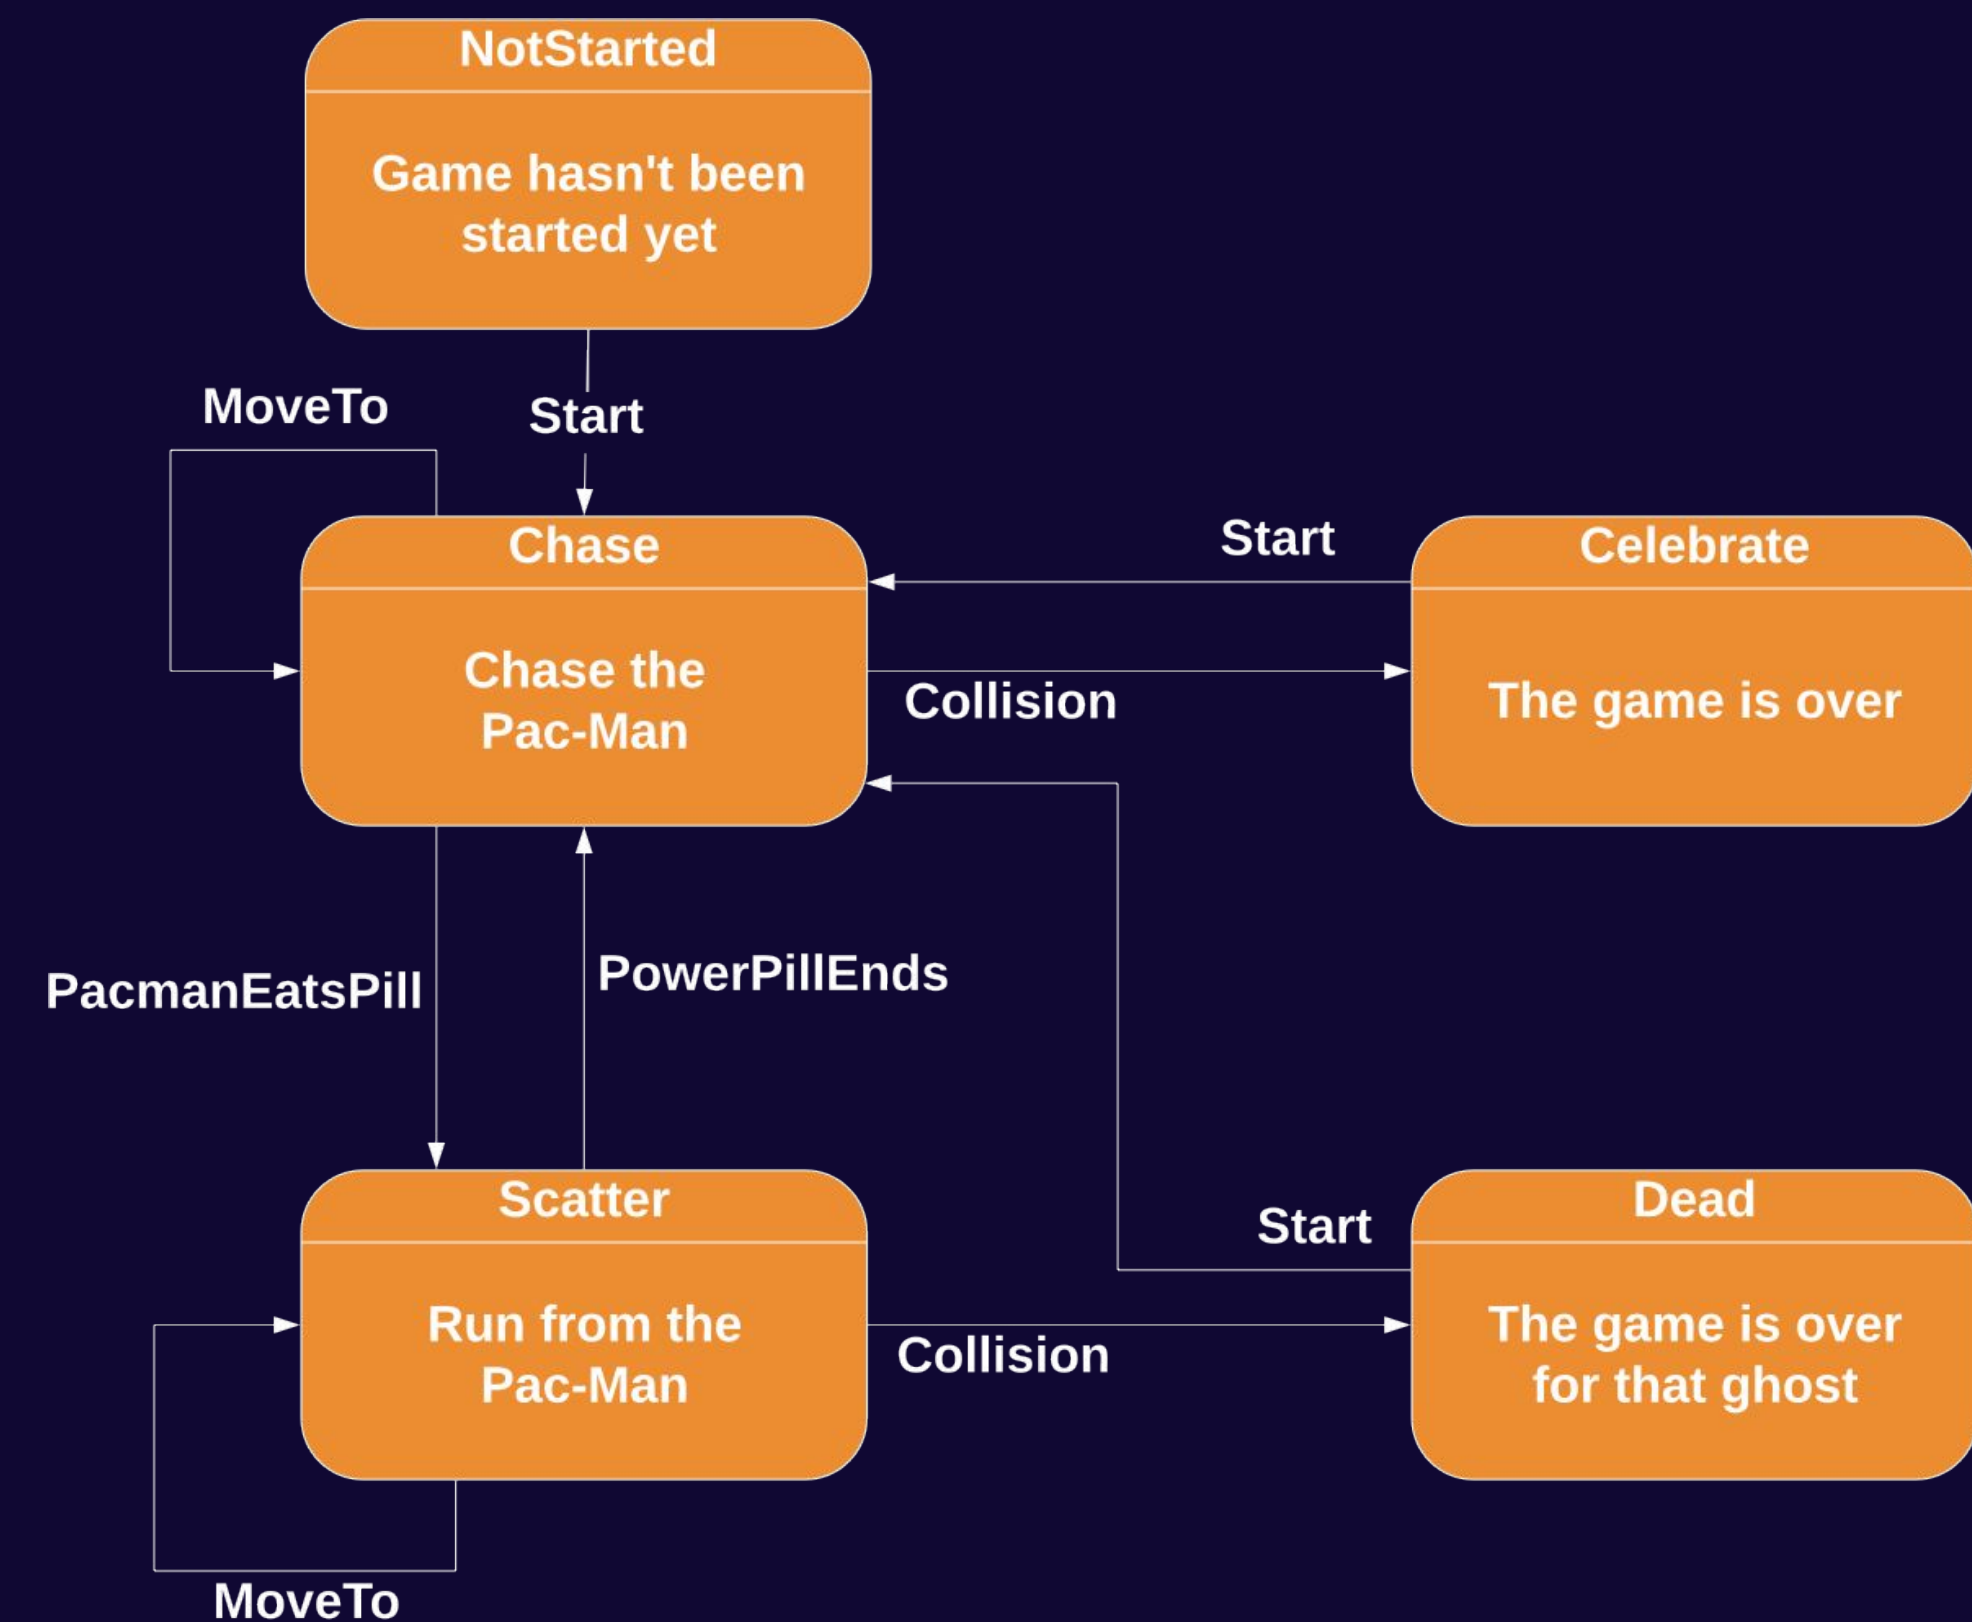 NotStarted
Game hasn't been
started yet
MoveTo
Start
Chase
Chase the
Pac-Man
Start
Collision
Celebrate
The game is over
PacmanEatsPill
PowerPillEnds
Scatter
Run from the
Pac-Man
Start
Collision
Dead
The game is over
for that ghost
MoveTo